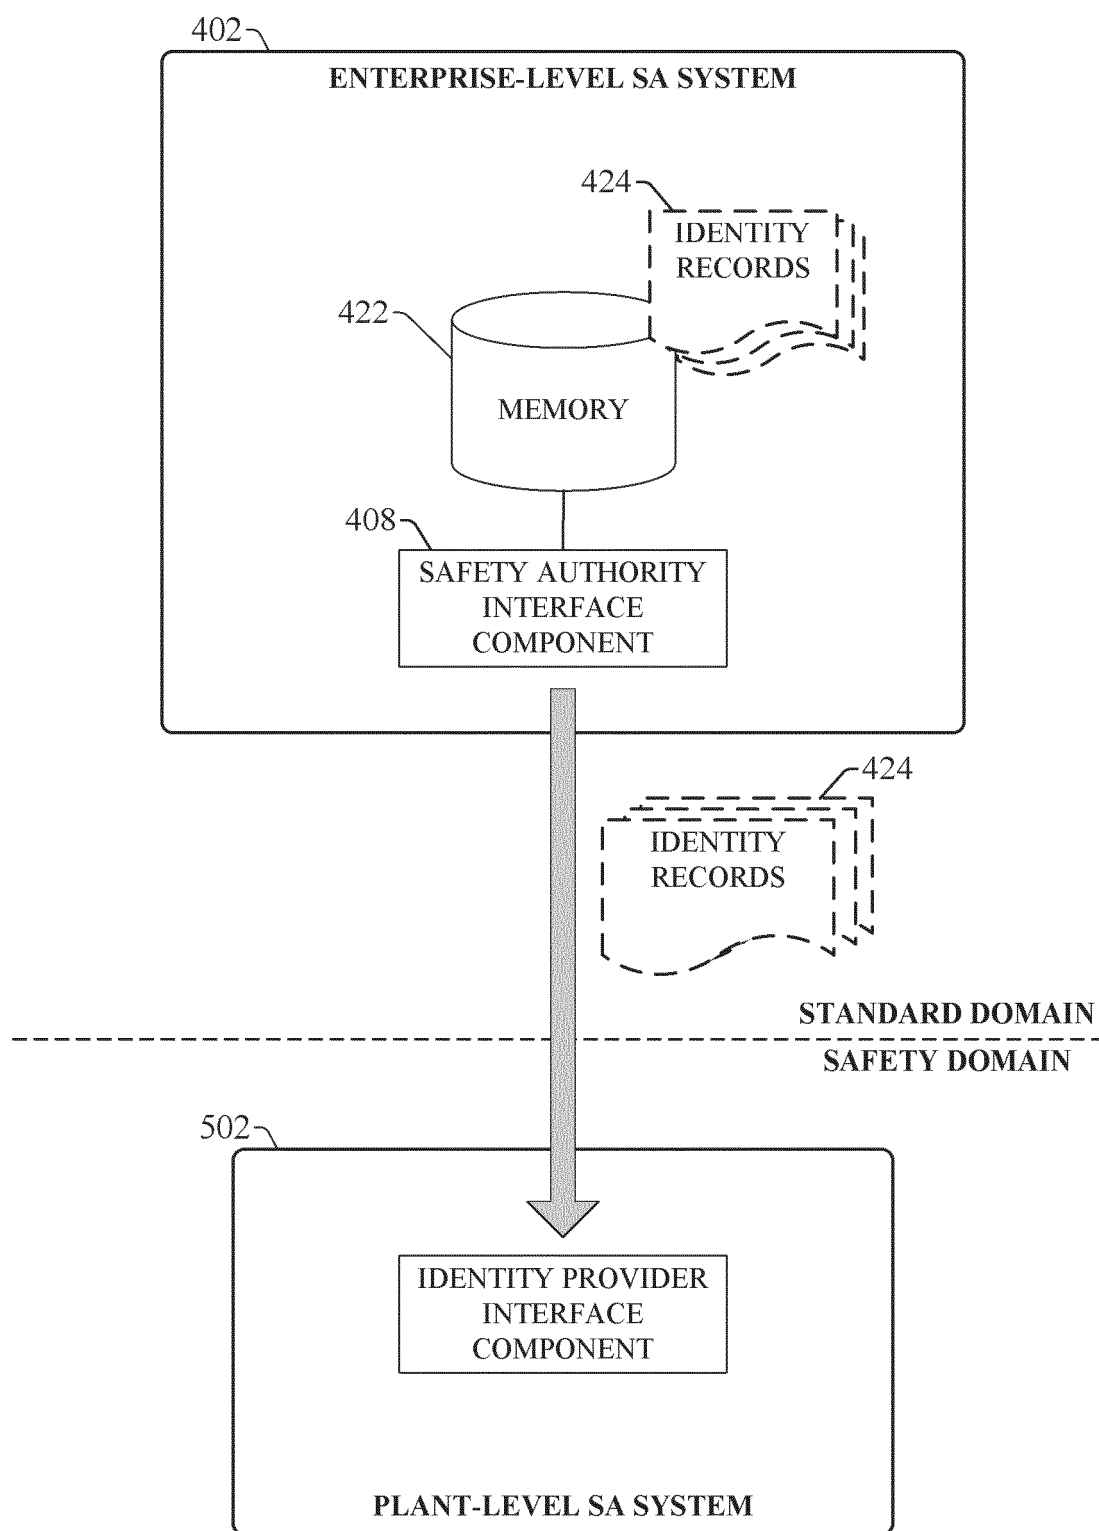 402
ENTERPRISE-LEVEL SA SYSTEM
424
IDENTITY
RECORDS
422
MEMORY
408
SAFETY AUTHORITY
INTERFACE
COMPONENT
424
IDENTITY
RECORDS
STANDARD DOMAIN
SAFETY DOMAIN
502
IDENTITY PROVIDER
INTERFACE
COMPONENT
PLANT-LEVEL SA SYSTEM